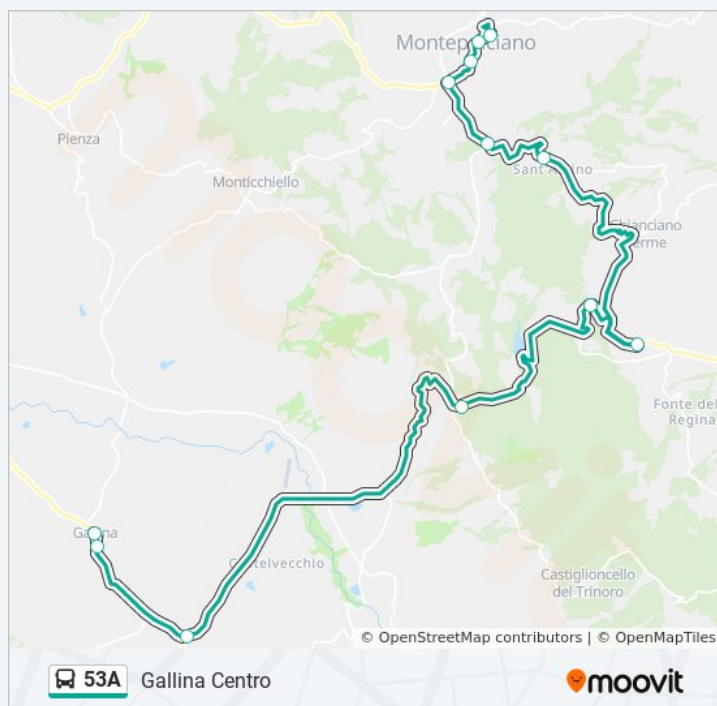 Montepulciano
Pienza
Sant'Albino
Monticchiello
Chianciano
Terme
Fonte del
Regina
Gallina
Castelvecchio
Castiglioncello
del Trinoro
© OpenStreetMap contributors | © OpenMapTiles
53A Gallina Centro
moovit